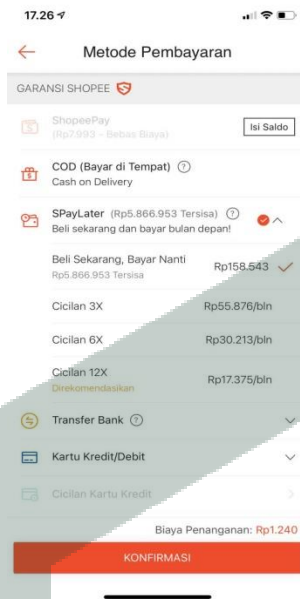 17.26
Metode Pembayaran
GARANSI SHOPEE
ShopeePay
(Rp7.993 - Bebas Biaya)
Isi Saldo
COD (Bayar di Tempat) ?
Cash on Delivery
SPayLater (Rp5.866.953 Tersisa) ?
Beli sekarang dan bayar bulan depan!
Beli Sekarang, Bayar Nanti
Rp5.866.953 Tersisa
Rp158.543
Cicilan 3X Rp55.876/bln
Cicilan 6X Rp30.213/bln
Cicilan 12X
Direkomendasikan
Rp17.375/bln
Transfer Bank ?
Kartu Kredit/Debit
Cicilan Kartu Kredit
Biaya Penanganan: Rp1.240
KONFIRMASI